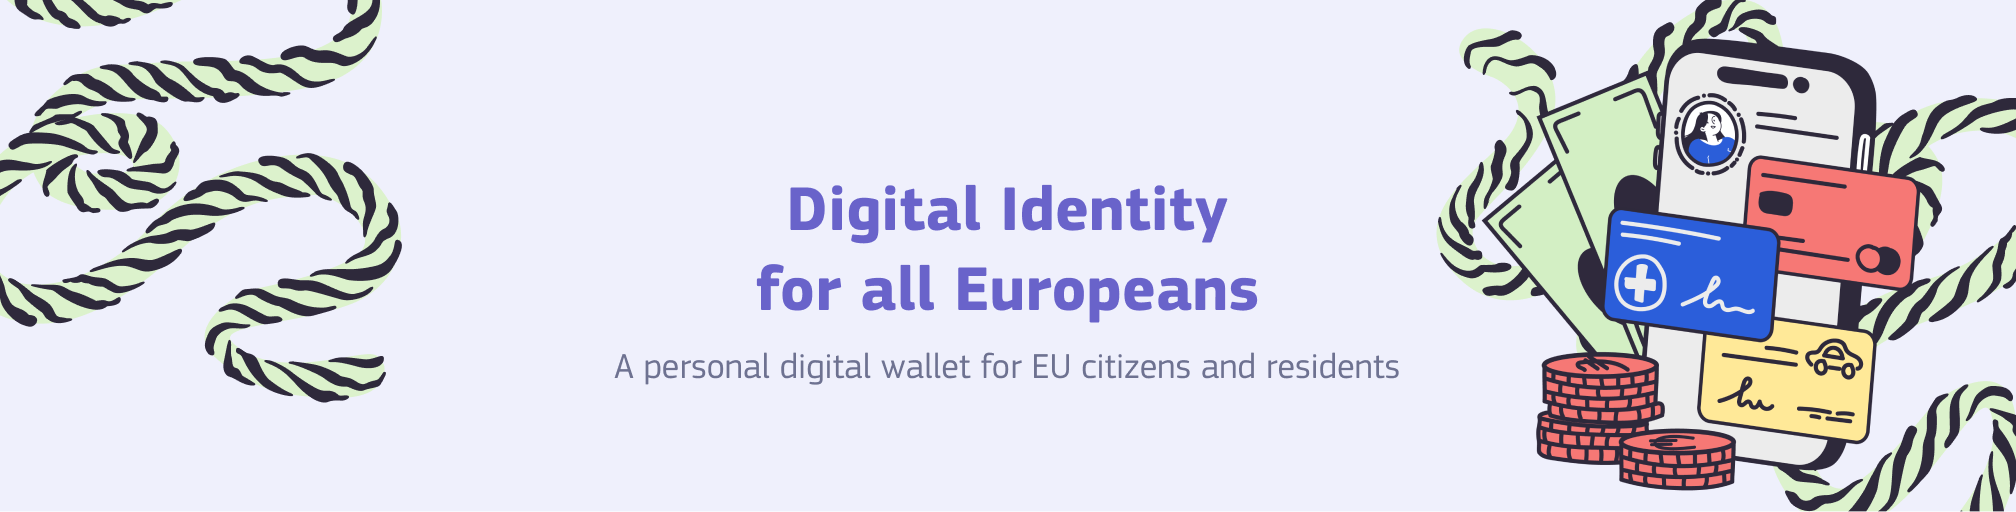 Digital Identity
for all Europeans
A personal digital wallet for EU citizens and residents